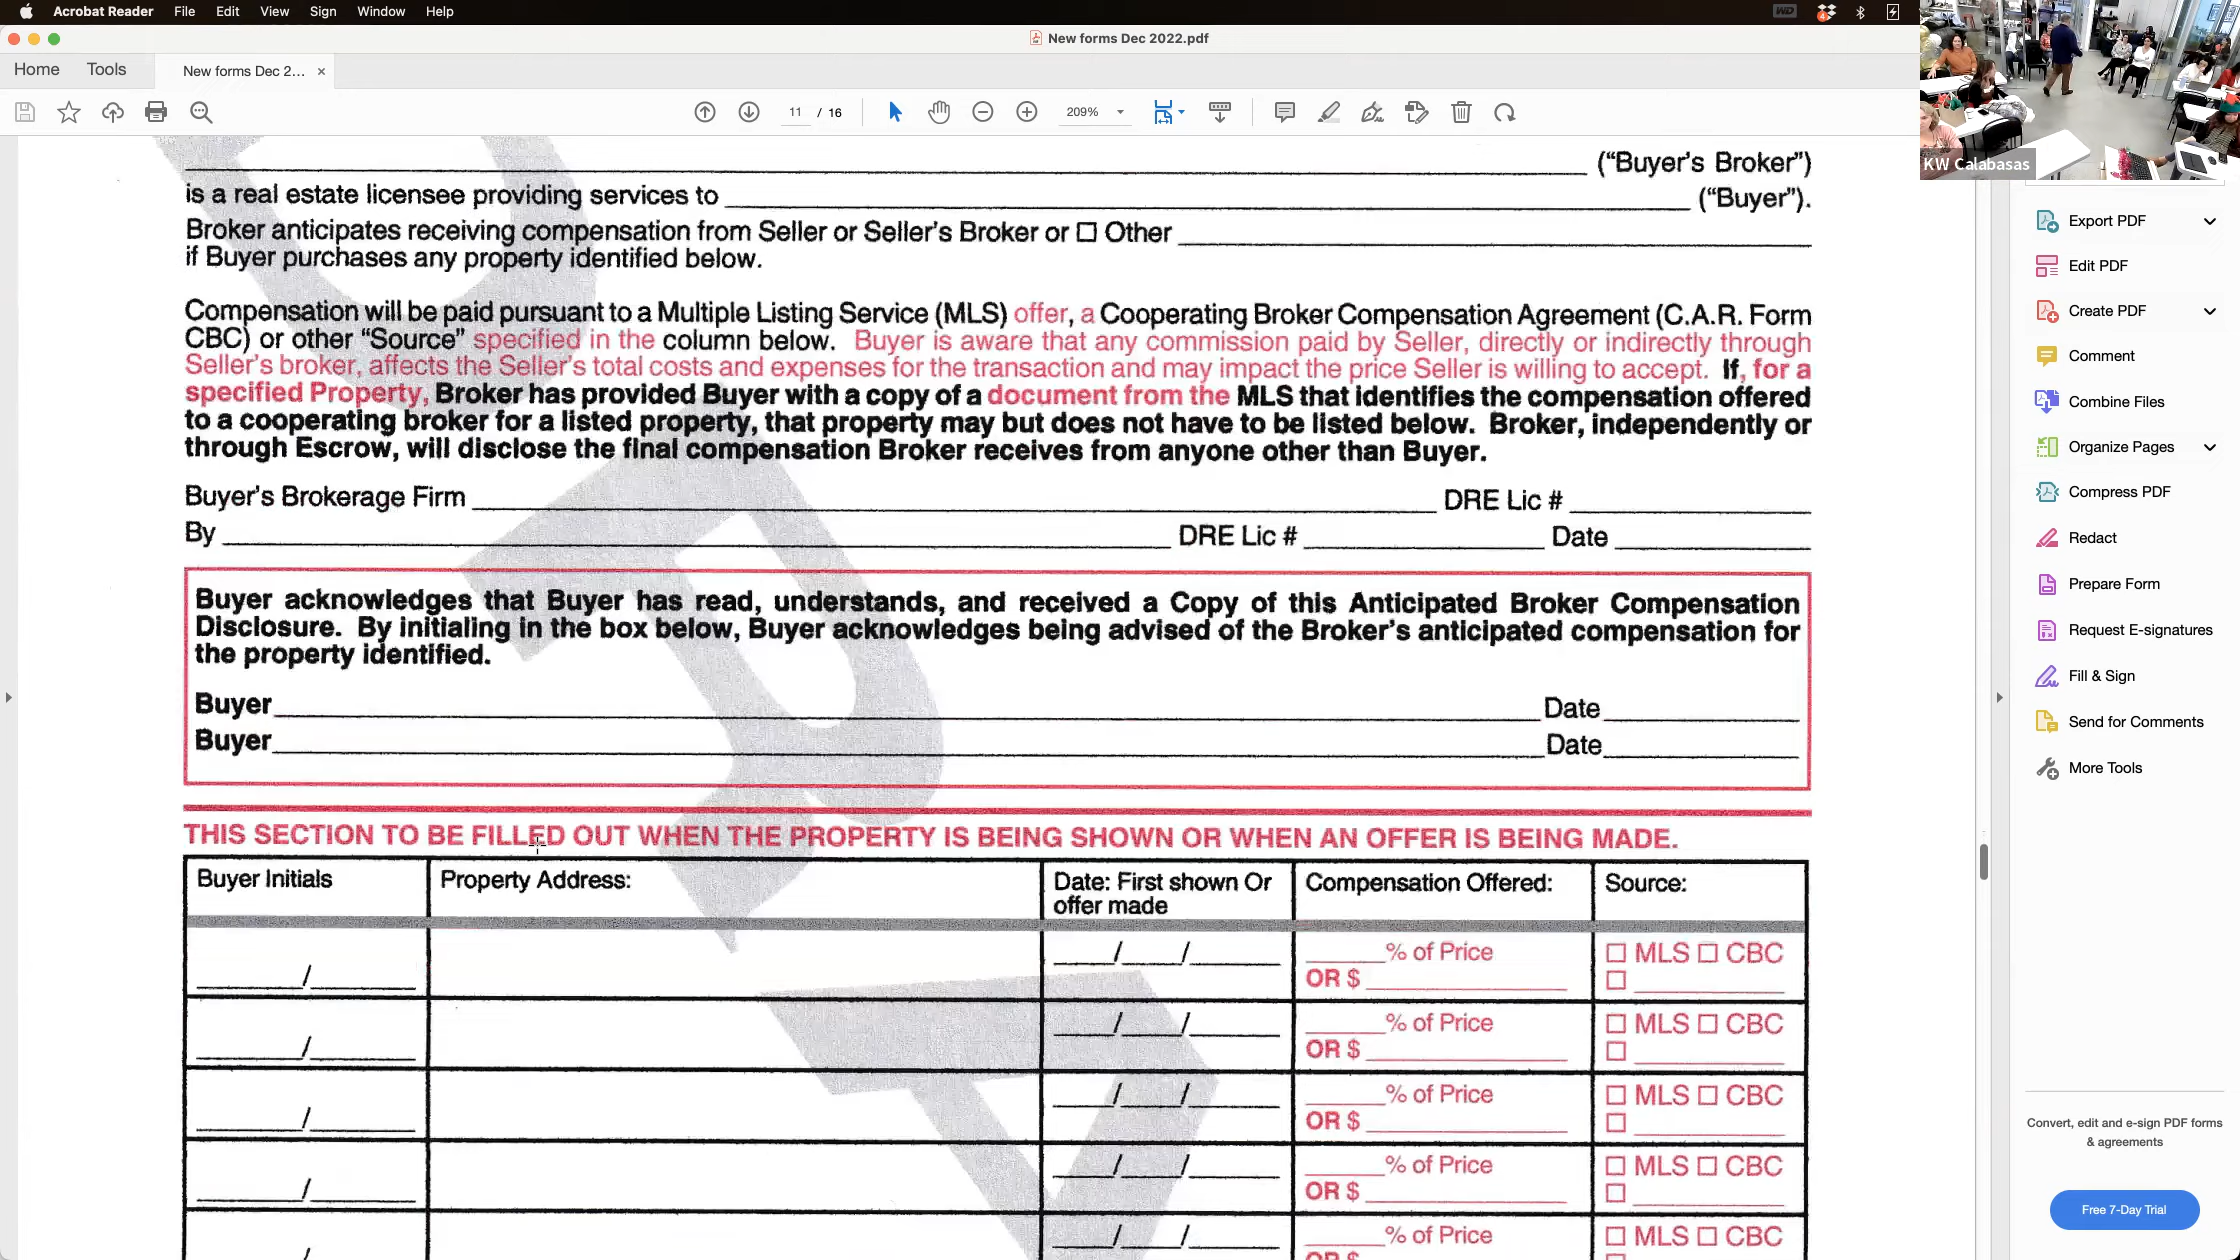 Acrobat Reader File Edit View Sign Window Help
WD
4+
New forms Dec 2022.pdf
Home Tools New forms Dec 2... ×
11 / 16 209%
KW Calabasas
("Buyer's Broker")
is a real estate licensee providing services to ("Buyer").
Broker anticipates receiving compensation from Seller or Seller's Broker or ☐ Other
if Buyer purchases any property identified below.
Compensation will be paid pursuant to a Multiple Listing Service (MLS) offer, a Cooperating Broker Compensation Agreement (C.A.R. Form
CBC) or other "Source" specified in the column below. Buyer is aware that any commission paid by Seller, directly or indirectly through
Seller's broker, affects the Seller's total costs and expenses for the transaction and may impact the price Seller is willing to accept. If, for a
specified Property, Broker has provided Buyer with a copy of a document from the MLS that identifies the compensation offered
to a cooperating broker for a listed property, that property may but does not have to be listed below. Broker, independently or
through Escrow, will disclose the final compensation Broker receives from anyone other than Buyer.
Buyer's Brokerage Firm DRE Lic #
By DRE Lic # Date
Buyer acknowledges that Buyer has read, understands, and received a Copy of this Anticipated Broker Compensation
Disclosure. By initialing in the box below, Buyer acknowledges being advised of the Broker's anticipated compensation for
the property identified.
Buyer Date
Buyer Date
THIS SECTION TO BE FILLED OUT WHEN THE PROPERTY IS BEING SHOWN OR WHEN AN OFFER IS BEING MADE.
Buyer Initials Property Address: Date: First shown Or Compensation Offered: Source:
offer made
/ / / % of Price ☐ MLS ☐ CBC
OR $ ☐
/ / / % of Price ☐ MLS ☐ CBC
OR $ ☐
/ / / % of Price ☐ MLS ☐ CBC
OR $ ☐
/ / / % of Price ☐ MLS ☐ CBC
OR $ ☐
/ / / % of Price ☐ MLS ☐ CBC
Export PDF
Edit PDF
Create PDF
Comment
Combine Files
Organize Pages
Compress PDF
Redact
Prepare Form
Request E-signatures
Fill & Sign
Send for Comments
More Tools
Convert, edit and e-sign PDF forms
& agreements
Free 7-Day Trial